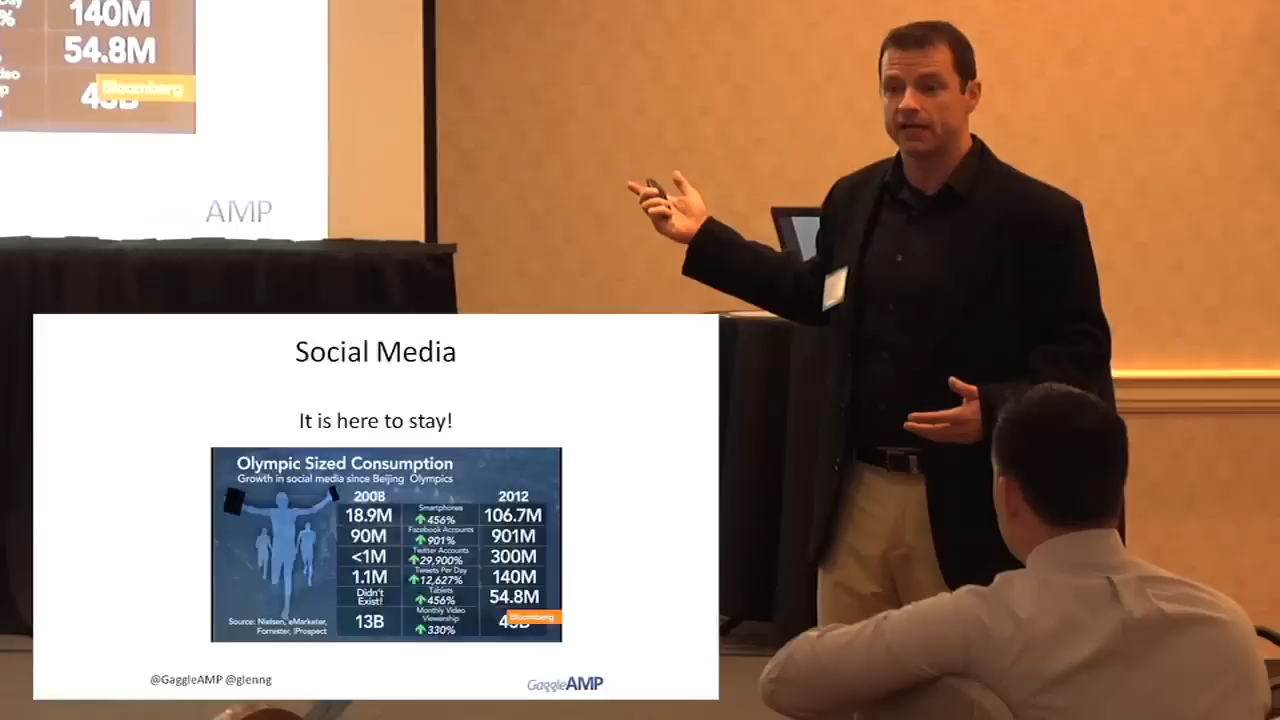 %
140M
54.8M
Bloomberg
AMP
Social Media
It is here to stay!
Olympic Sized Consumption
Growth in social media since Beijing Olympics
2008 2012
18.9M Smartphones 456% 106.7M
90M Facebook Accounts 901% 901M
<1M Twitter Accounts 29,900% 300M
1.1M Tweets Per Day 12,627% 140M
Didn't Exist! Tablets 456% 54.8M
13B Monthly Video Viewership 330%
Bloomberg
Source: Nielsen, eMarketer,
Forrester, IProspect
@GaggleAMP @glenng
GaggleAMP